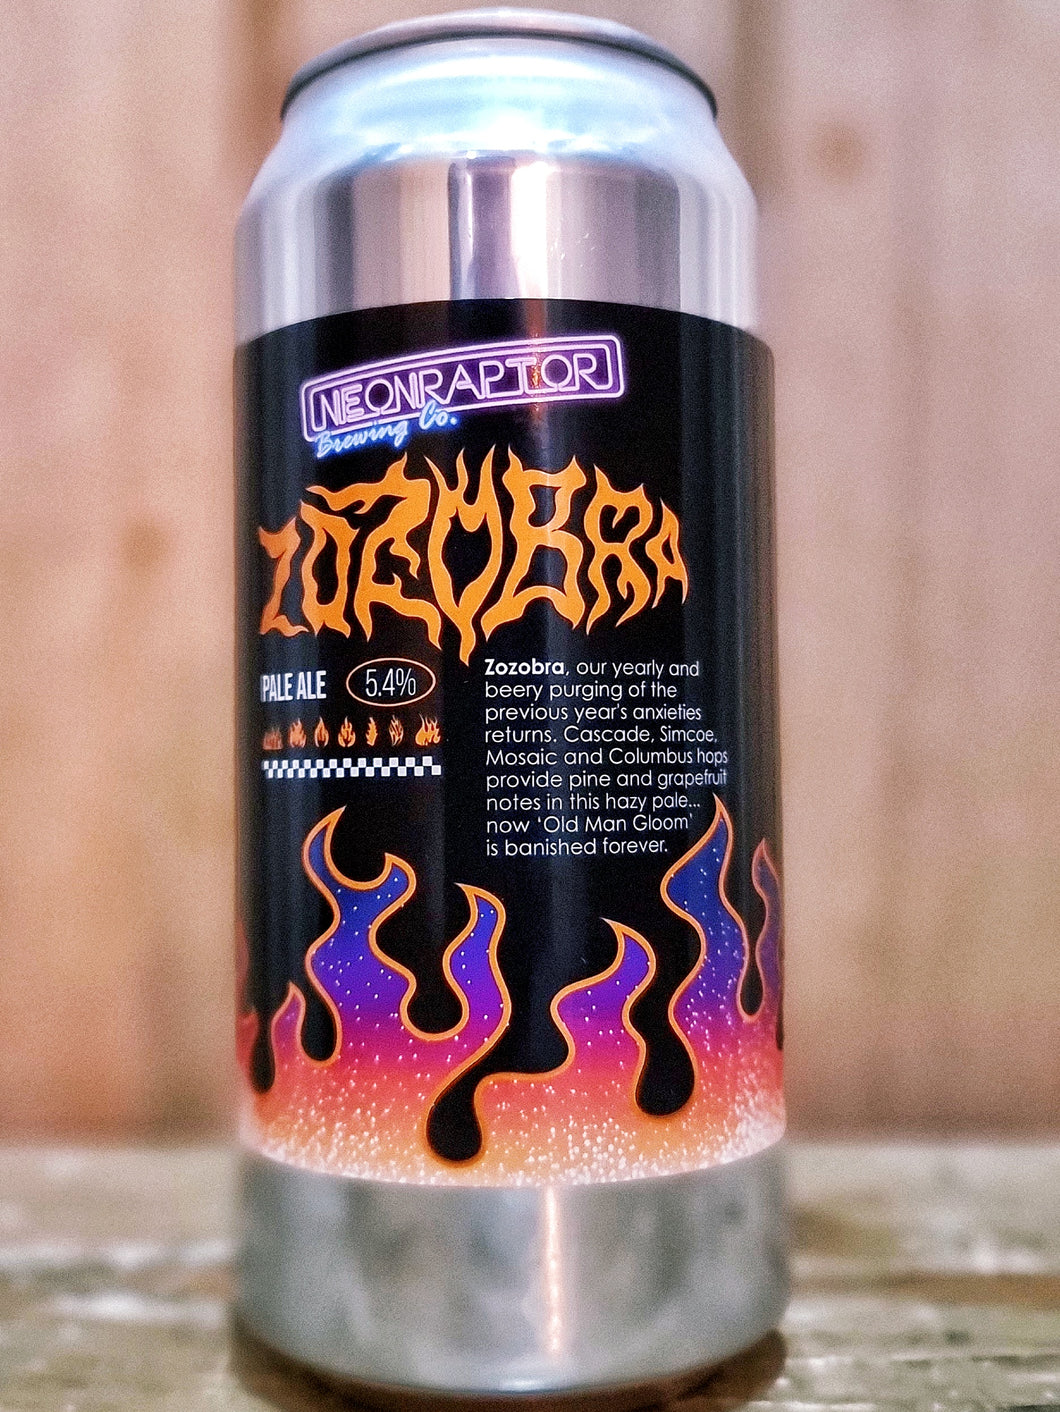 NEONRAPTOR
Brewing Co.
ZOZOBRA
PALE ALE 5.4%
Zozobra, our yearly and
beery purging of the
previous year's anxieties
returns. Cascade, Simcoe,
Mosaic and Columbus hops
provide pine and grapefruit
notes in this hazy pale...
now ‘Old Man Gloom’
is banished forever.